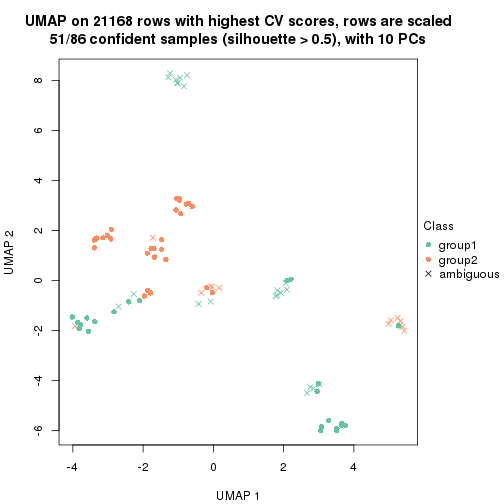 UMAP on 21168 rows with highest CV scores, rows are scaled
51/86 confident samples (silhouette > 0.5), with 10 PCs
8
6
4
2
0
-2
-4
-6
UMAP 2
-4
-2
0
2
4
UMAP 1
Class
group1
group2
ambiguous